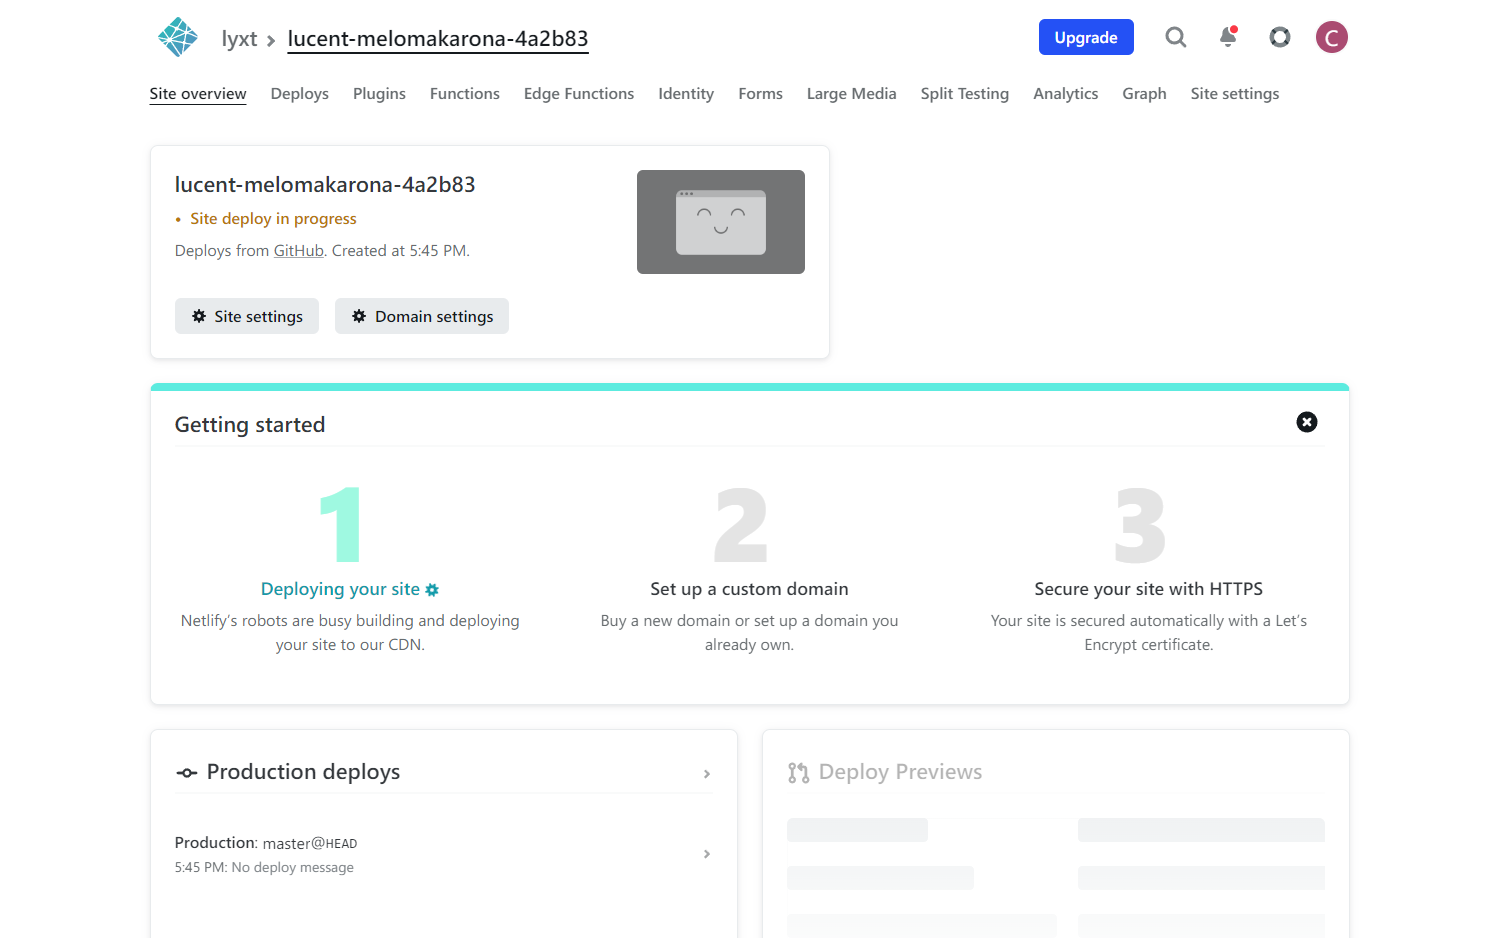 lyxt > lucent-melomakarona-4a2b83
Upgrade
C
Site overview Deploys Plugins Functions Edge Functions Identity Forms Large Media Split Testing Analytics Graph Site settings
lucent-melomakarona-4a2b83
• Site deploy in progress
Deploys from GitHub. Created at 5:45 PM.
Site settings Domain settings
Getting started
1
Deploying your site
Netlify’s robots are busy building and deploying
your site to our CDN.
2
Set up a custom domain
Buy a new domain or set up a domain you
already own.
3
Secure your site with HTTPS
Your site is secured automatically with a Let’s
Encrypt certificate.
Production deploys
Production: master@HEAD
5:45 PM: No deploy message
Deploy Previews